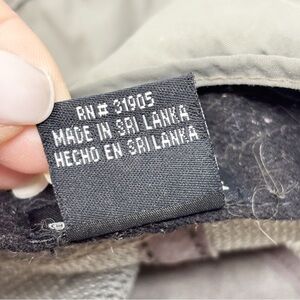 RN# 31905
MADE IN SRI LANKA
HECHO EN SRI LANKA